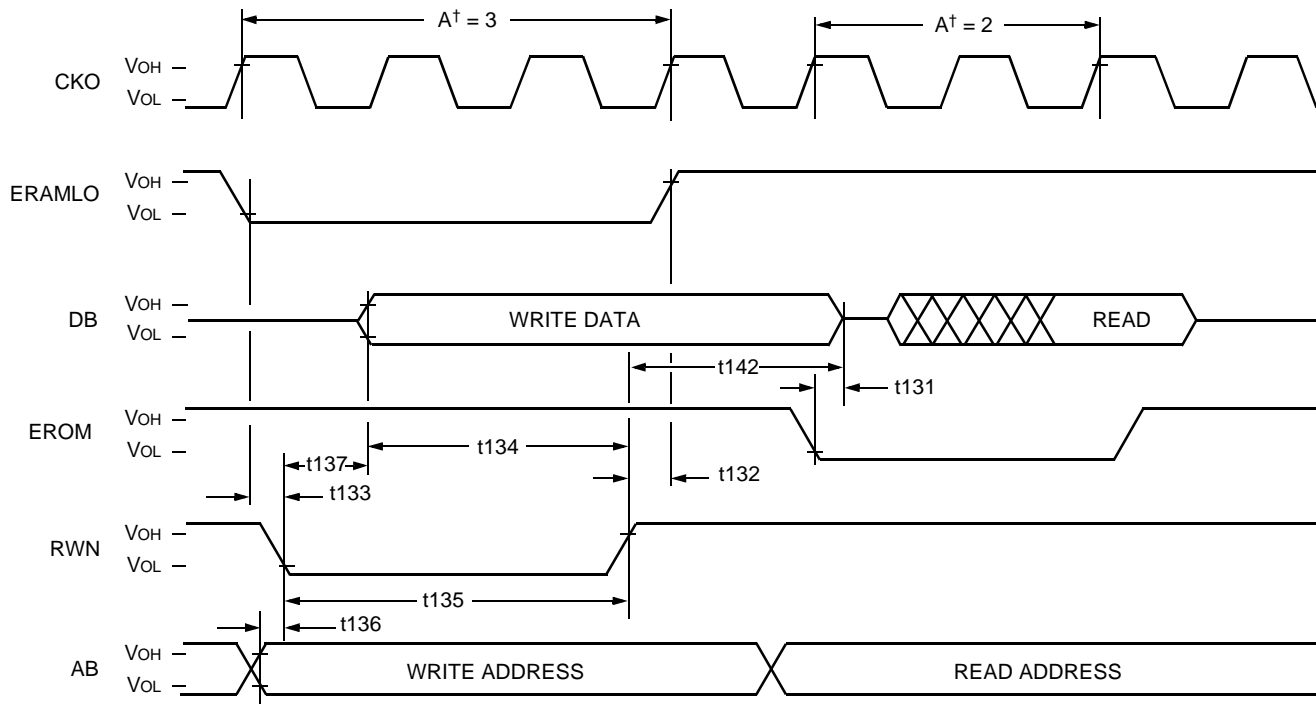 A† = 3
A† = 2
CKO
VOH
VOL
ERAMLO
VOH
VOL
DB
VOH
VOL
WRITE DATA
READ
t142
t131
EROM
VOH
VOL
t134
t137
t132
t133
RWN
VOH
VOL
t135
t136
AB
VOH
VOL
WRITE ADDRESS
READ ADDRESS